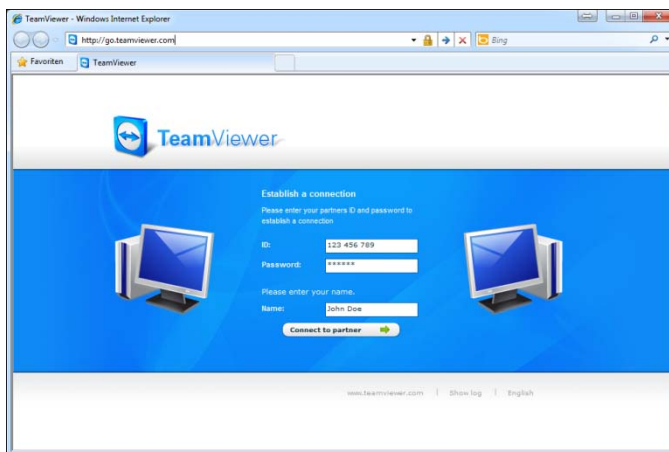 TeamViewer - Windows Internet Explorer
http://go.teamviewer.com
Bing
Favoriten
TeamViewer
TeamViewer
Establish a connection
Please enter your partners ID and password to
establish a connection
ID: 123 456 789
Password: ******
Please enter your name.
Name: John Doe
Connect to partner
www.teamviewer.com | Show log | English